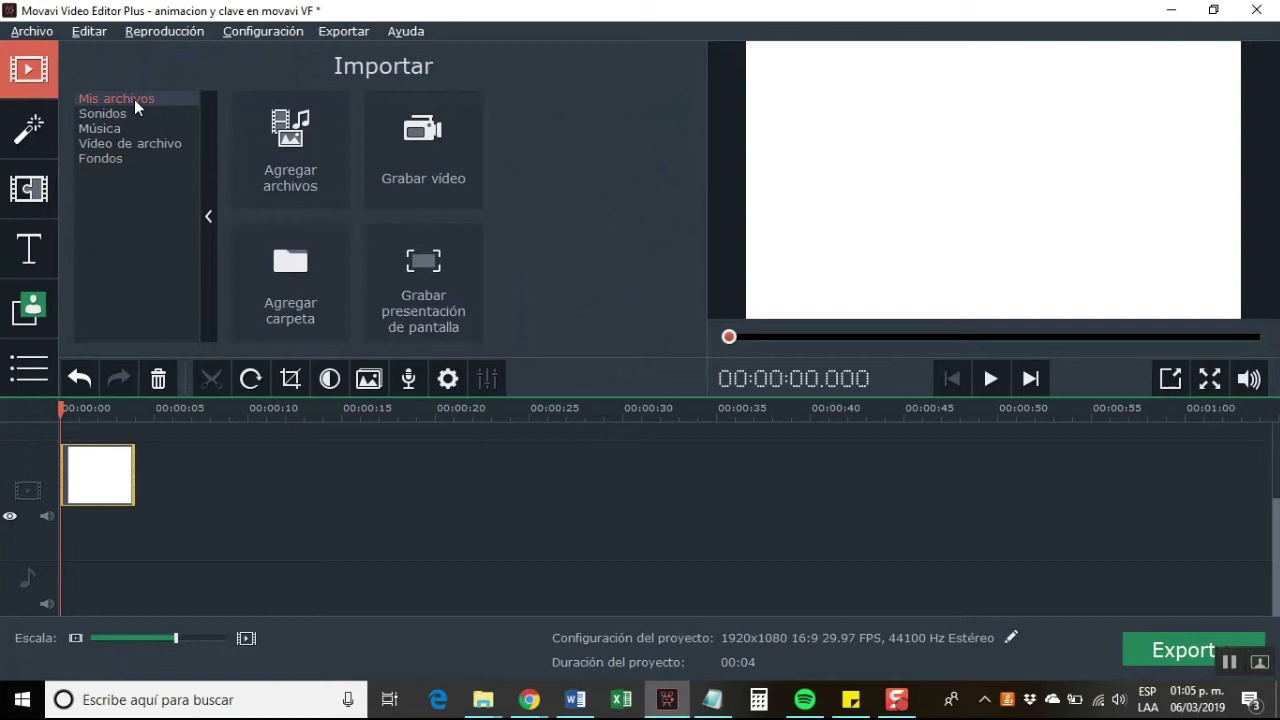 Movavi Video Editor Plus - animacion y clave en movavi VF *
Archivo Editar Reproducción Configuración Exportar Ayuda
Importar
Mis archivos
Sonidos
Música
Vídeo de archivo
Fondos
Agregar
archivos
Grabar vídeo
Agregar
carpeta
Grabar
presentación
de pantalla
00:00:00.000
00:00:00 00:00:05 00:00:10 00:00:15 00:00:20 00:00:25 00:00:30 00:00:35 00:00:40 00:00:45 00:00:50 00:00:55 00:01:00
Escala:
Configuración del proyecto: 1920x1080 16:9 29.97 FPS, 44100 Hz Estéreo
Duración del proyecto: 00:04
Export
Escribe aquí para buscar
ESP
LAA
01:05 p. m.
06/03/2019
3